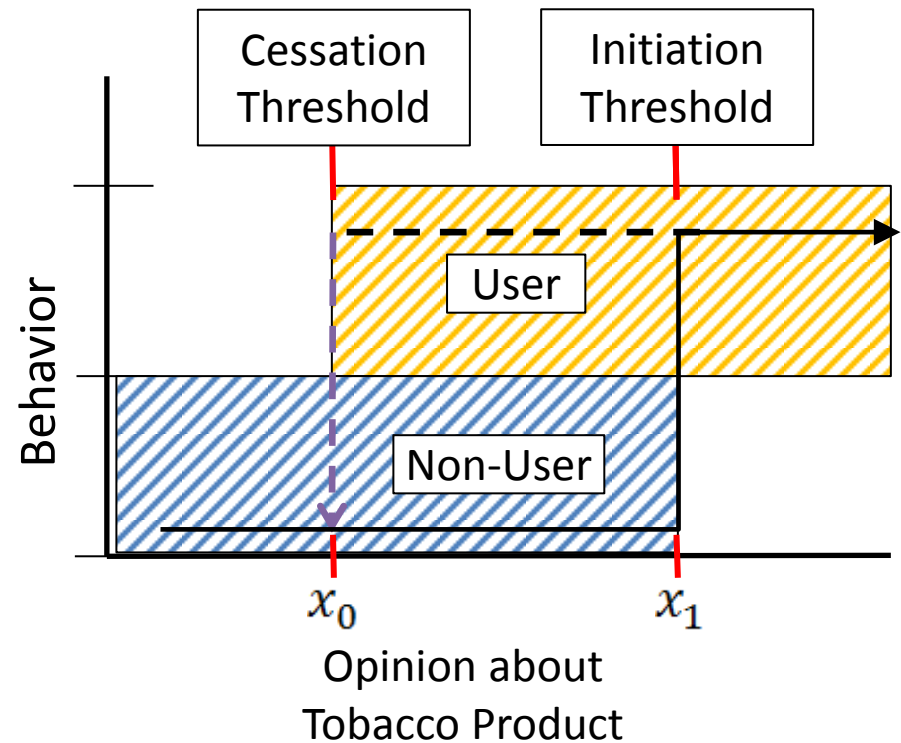 Cessation
Threshold
Initiation
Threshold
Behavior
User
Non-User
x₀
x₁
Opinion about
Tobacco Product